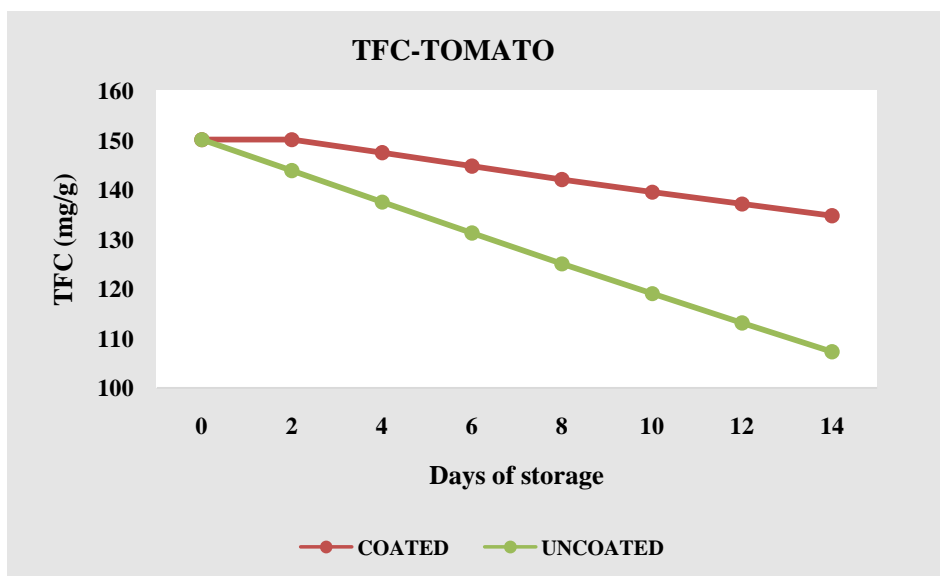 TFC-TOMATO
160
150
140
130
120
110
100
TFC (mg/g)
0 2 4 6 8 10 12 14
Days of storage
COATED UNCOATED